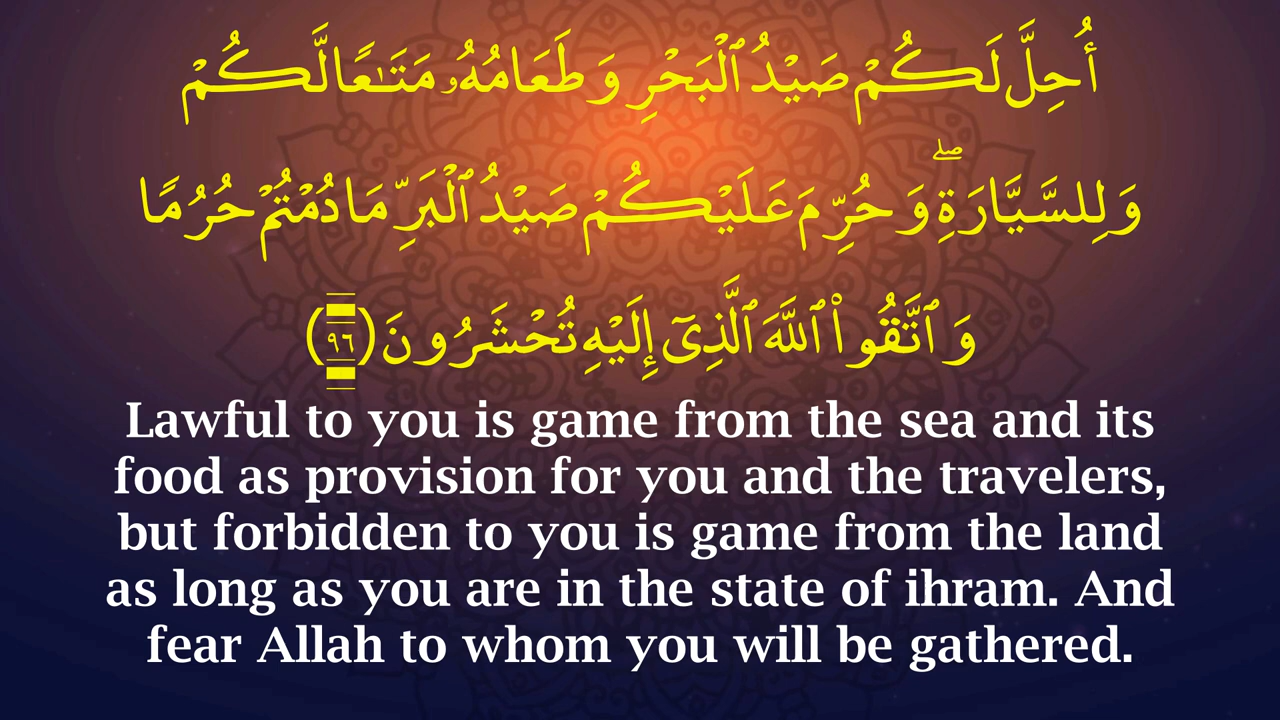 أُحِلَّ لَكُمْ صَيْدُ ٱلْبَحْرِ وَطَعَامُهُۥ مَتَـٰعًا لَّكُمْ
وَلِلسَّيَّارَةِ ۖ وَحُرِّمَ عَلَيْكُمْ صَيْدُ ٱلْبَرِّ مَا دُمْتُمْ حُرُمًا
وَٱتَّقُوا۟ ٱللَّهَ ٱلَّذِىٓ إِلَيْهِ تُحْشَرُونَ (٩٦)
Lawful to you is game from the sea and its
food as provision for you and the travelers,
but forbidden to you is game from the land
as long as you are in the state of ihram. And
fear Allah to whom you will be gathered.